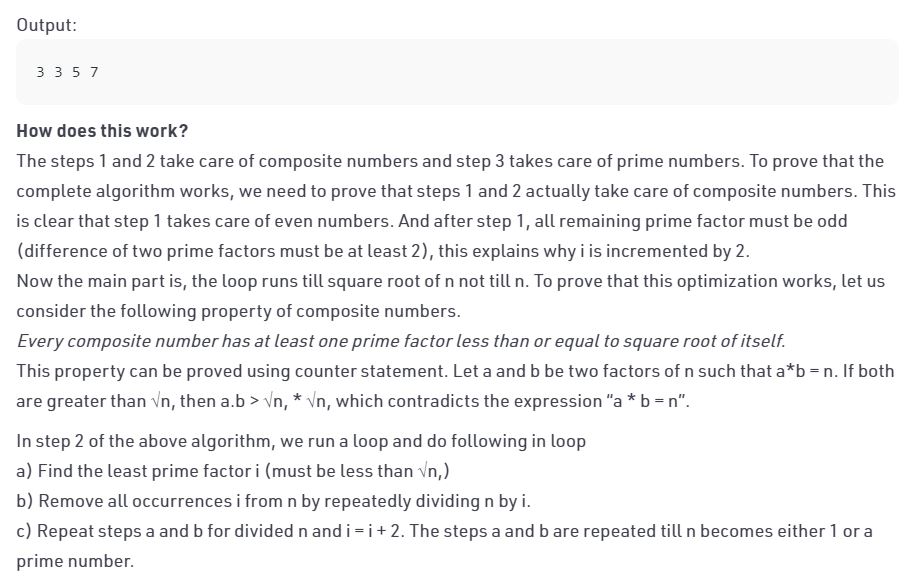 Output:
3 3 5 7
How does this work?
The steps 1 and 2 take care of composite numbers and step 3 takes care of prime numbers. To prove that the
complete algorithm works, we need to prove that steps 1 and 2 actually take care of composite numbers. This
is clear that step 1 takes care of even numbers. And after step 1, all remaining prime factor must be odd
(difference of two prime factors must be at least 2), this explains why i is incremented by 2.
Now the main part is, the loop runs till square root of n not till n. To prove that this optimization works, let us
consider the following property of composite numbers.
Every composite number has at least one prime factor less than or equal to square root of itself.
This property can be proved using counter statement. Let a and b be two factors of n such that a*b = n. If both
are greater than √n, then a.b > √n, * √n, which contradicts the expression “a * b = n”.
In step 2 of the above algorithm, we run a loop and do following in loop
a) Find the least prime factor i (must be less than √n,)
b) Remove all occurrences i from n by repeatedly dividing n by i.
c) Repeat steps a and b for divided n and i = i + 2. The steps a and b are repeated till n becomes either 1 or a
prime number.